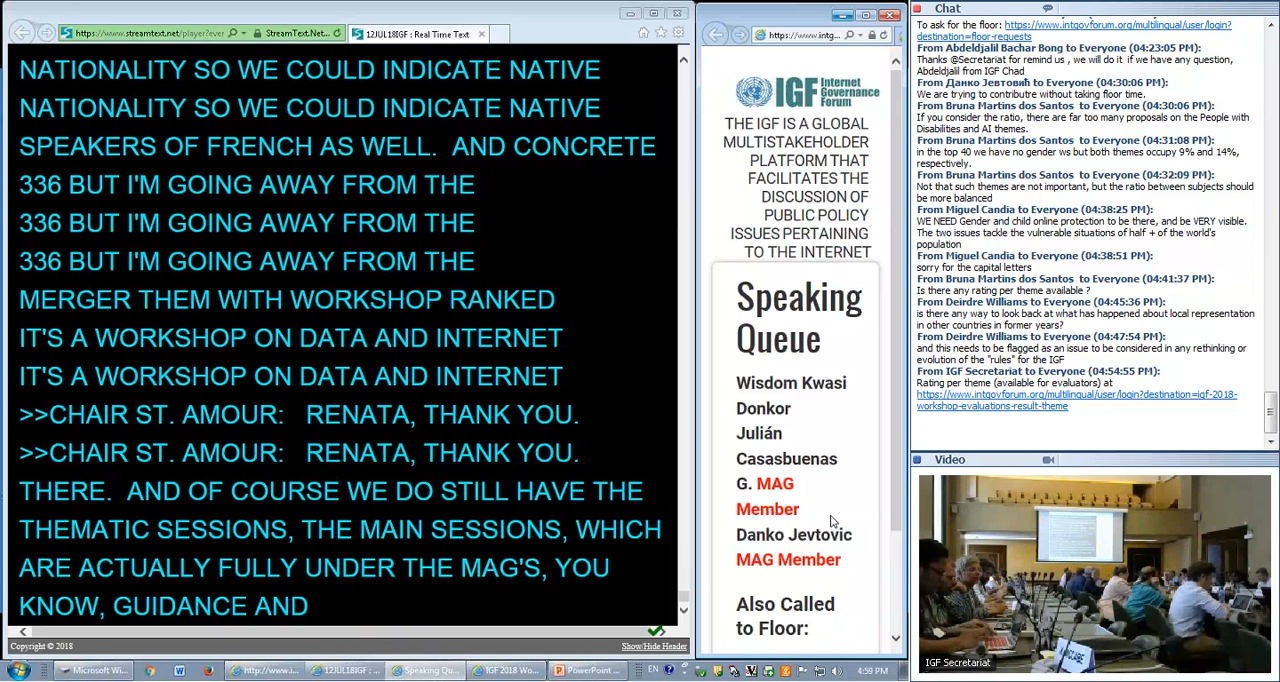 https://www.streamtext.net/player?ever
StreamText.Net...
12JUL18IGF : Real Time Text
NATIONALITY SO WE COULD INDICATE NATIVE
NATIONALITY SO WE COULD INDICATE NATIVE
SPEAKERS OF FRENCH AS WELL.  AND CONCRETE
336 BUT I'M GOING AWAY FROM THE
336 BUT I'M GOING AWAY FROM THE
336 BUT I'M GOING AWAY FROM THE
MERGER THEM WITH WORKSHOP RANKED
IT'S A WORKSHOP ON DATA AND INTERNET
IT'S A WORKSHOP ON DATA AND INTERNET
>>CHAIR ST. AMOUR:   RENATA, THANK YOU.
>>CHAIR ST. AMOUR:   RENATA, THANK YOU.
THERE.  AND OF COURSE WE DO STILL HAVE THE
THEMATIC SESSIONS, THE MAIN SESSIONS, WHICH
ARE ACTUALLY FULLY UNDER THE MAG'S, YOU
KNOW, GUIDANCE AND
Copyright © 2018
Show/Hide Header
https://www.intg...
IGF Internet
Governance
Forum
THE IGF IS A GLOBAL
MULTISTAKEHOLDER
PLATFORM THAT
FACILITATES THE
DISCUSSION OF
PUBLIC POLICY
ISSUES PERTAINING
TO THE INTERNET
Speaking
Queue
Wisdom Kwasi
Donkor
Julián
Casasbuenas
G. MAG
Member
Danko Jevtovic
MAG Member
Also Called
to Floor:
Chat
To ask for the floor: https://www.intgovforum.org/multilingual/user/login?
destination=floor-requests
From Abdeldjalil Bachar Bong to Everyone (04:23:05 PM):
Thanks @Secretariat for remind us , we will do it  if we have any question,
Abdeldjalil from IGF Chad
From Данко Јевтовић to Everyone (04:30:06 PM):
We are trying to contributre without taking floor time.
From Bruna Martins dos Santos  to Everyone (04:30:06 PM):
If you consider the ratio, there are far too many proposals on the People with
Disabilities and AI themes.
From Bruna Martins dos Santos  to Everyone (04:31:08 PM):
in the top 40 we have no gender ws but both themes occupy 9% and 14%,
respectively.
From Bruna Martins dos Santos  to Everyone (04:32:09 PM):
Not that such themes are not important, but the ratio between subjects should
be more balanced
From Miguel Candia to Everyone (04:38:25 PM):
WE NEED Gender and child online protection to be there, and be VERY visible.
The two issues tackle the vulnerable situations of half + of the world's
population
From Miguel Candia to Everyone (04:38:51 PM):
sorry for the capital letters
From Bruna Martins dos Santos  to Everyone (04:41:37 PM):
Is there any rating per theme available ?
From Deirdre Williams to Everyone (04:45:36 PM):
is there any way to look back at what has happened about local representation
in other countries in former years?
From Deirdre Williams to Everyone (04:47:54 PM):
and this needs to be flagged as an issue to be considered in any rethinking or
evolution of the "rules" for the IGF
From IGF Secretariat to Everyone (04:54:55 PM):
Rating per theme (available for evaluators) at
https://www.intgovforum.org/multilingual/user/login?destination=igf-2018-
workshop-evaluations-result-theme
Video
IGF Secretariat
Microsoft Wi...
http://www.i...
12JUL18IGF : ...
Speaking Qu...
IGF 2018 Wo...
PowerPoint ...
EN
4:59 PM